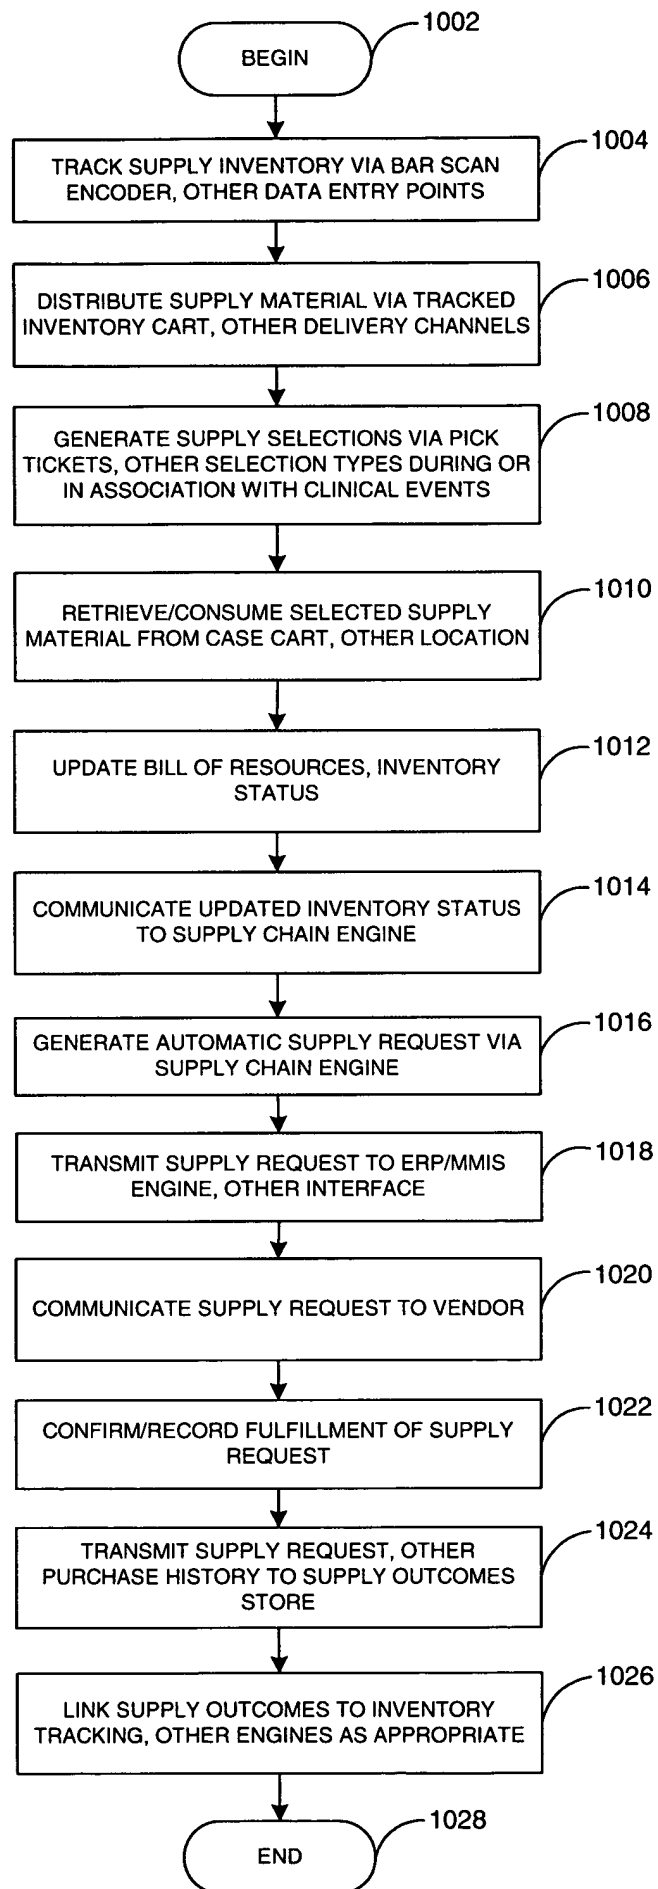 BEGIN
1002
TRACK SUPPLY INVENTORY VIA BAR SCAN
ENCODER, OTHER DATA ENTRY POINTS
1004
DISTRIBUTE SUPPLY MATERIAL VIA TRACKED
INVENTORY CART, OTHER DELIVERY CHANNELS
1006
GENERATE SUPPLY SELECTIONS VIA PICK
TICKETS, OTHER SELECTION TYPES DURING OR
IN ASSOCIATION WITH CLINICAL EVENTS
1008
RETRIEVE/CONSUME SELECTED SUPPLY
MATERIAL FROM CASE CART, OTHER LOCATION
1010
UPDATE BILL OF RESOURCES, INVENTORY
STATUS
1012
COMMUNICATE UPDATED INVENTORY STATUS
TO SUPPLY CHAIN ENGINE
1014
GENERATE AUTOMATIC SUPPLY REQUEST VIA
SUPPLY CHAIN ENGINE
1016
TRANSMIT SUPPLY REQUEST TO ERP/MMIS
ENGINE, OTHER INTERFACE
1018
COMMUNICATE SUPPLY REQUEST TO VENDOR
1020
CONFIRM/RECORD FULFILLMENT OF SUPPLY
REQUEST
1022
TRANSMIT SUPPLY REQUEST, OTHER
PURCHASE HISTORY TO SUPPLY OUTCOMES
STORE
1024
LINK SUPPLY OUTCOMES TO INVENTORY
TRACKING, OTHER ENGINES AS APPROPRIATE
1026
END
1028